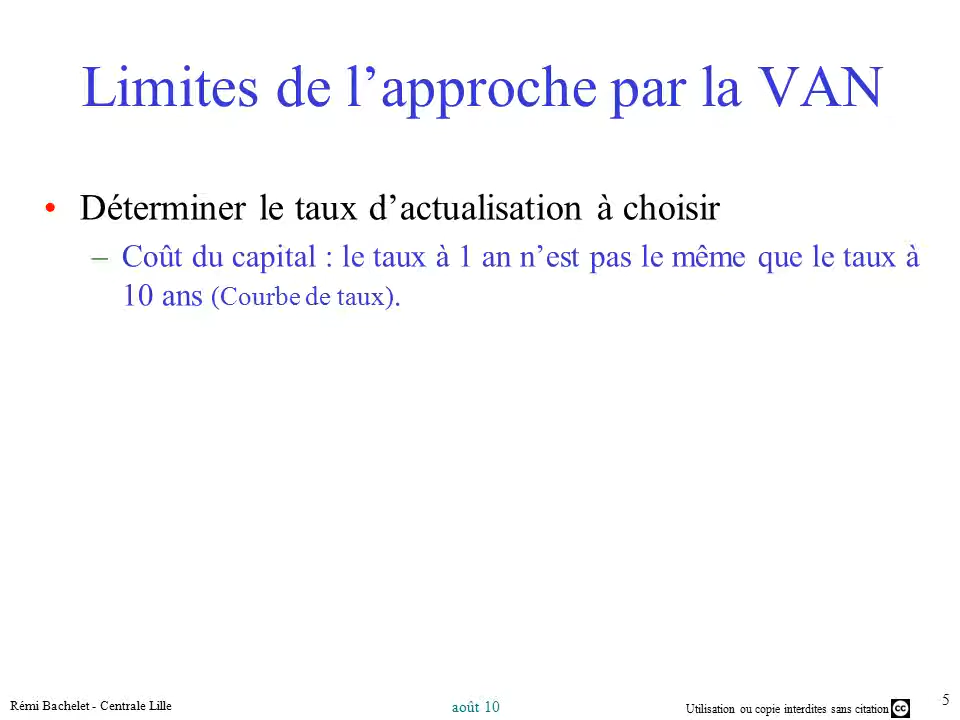 Limites de l’approche par la VAN
• Déterminer le taux d’actualisation à choisir
– Coût du capital : le taux à 1 an n’est pas le même que le taux à
10 ans (Courbe de taux).
Rémi Bachelet - Centrale Lille
août 10
Utilisation ou copie interdites sans citation
cc
5